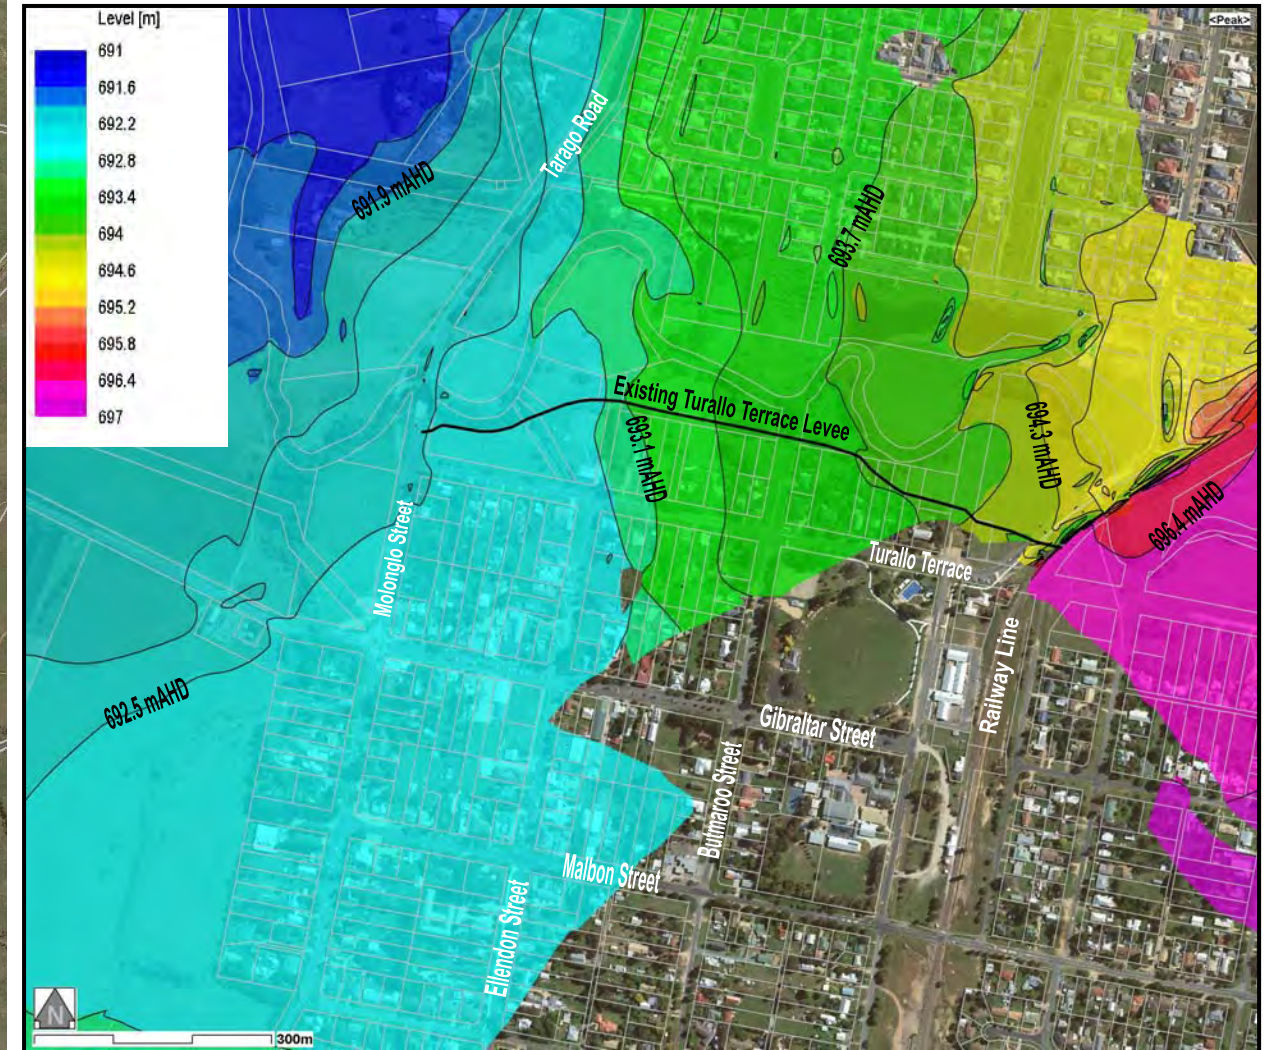 Level [m]
691
691.6
692.2
692.8
693.4
694
694.6
695.2
695.8
696.4
697
<Peak>
Tarago Road
691.9 mAHD
693.7 mAHD
Existing Turallo Terrace Levee
693.1 mAHD
694.3 mAHD
696.4 mAHD
Molonglo Street
Turallo Terrace
Railway Line
692.5 mAHD
Gibraltar Street
Butmaroo Street
Malbon Street
Ellendon Street
N
300m